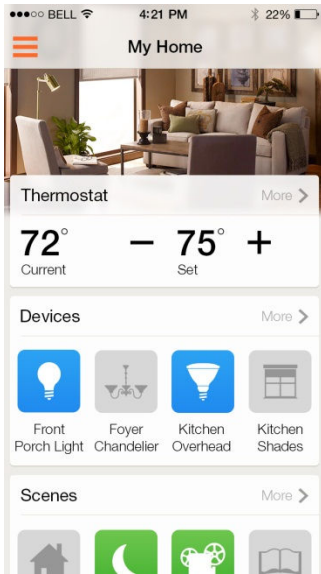 BELL 4:21 PM 22%
My Home
Thermostat More
72° 75°
Current Set
Devices More
Front Foyer Kitchen Kitchen
Porch Light Chandelier Overhead Shades
Scenes More